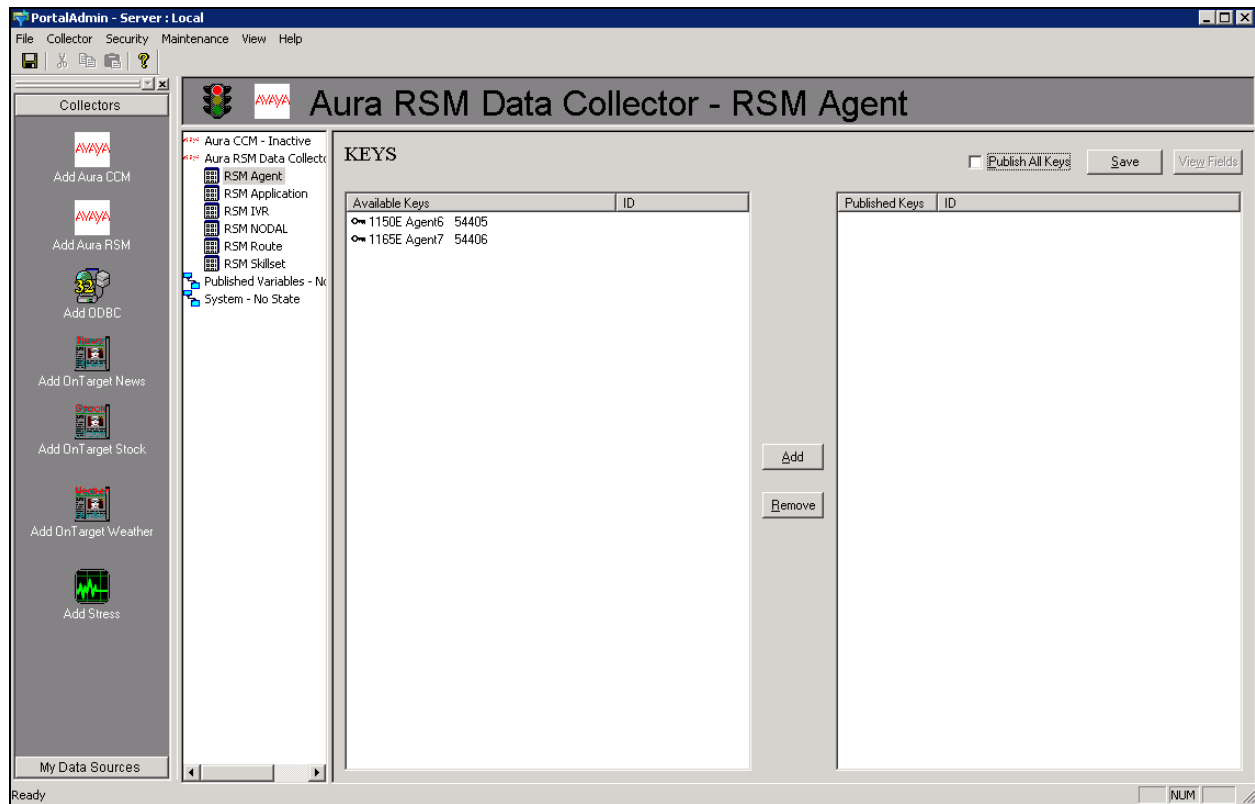 PortalAdmin - Server : Local
File Collector Security Maintenance View Help
Collectors
AVAYA
Add Aura CCM
AVAYA
Add Aura RSM
32
Add ODBC
Add OnTarget News
Add OnTarget Stock
Add OnTarget Weather
Add Stress
My Data Sources
AVAYA Aura RSM Data Collector - RSM Agent
Aura CCM - Inactive
Aura RSM Data Collecto
RSM Agent
RSM Application
RSM IVR
RSM NODAL
RSM Route
RSM Skillset
Published Variables - No
System - No State
KEYS
Publish All Keys Save View Fields
Available Keys ID
1150E Agent6 54405
1165E Agent7 54406
Add
Remove
Published Keys ID
Ready NUM